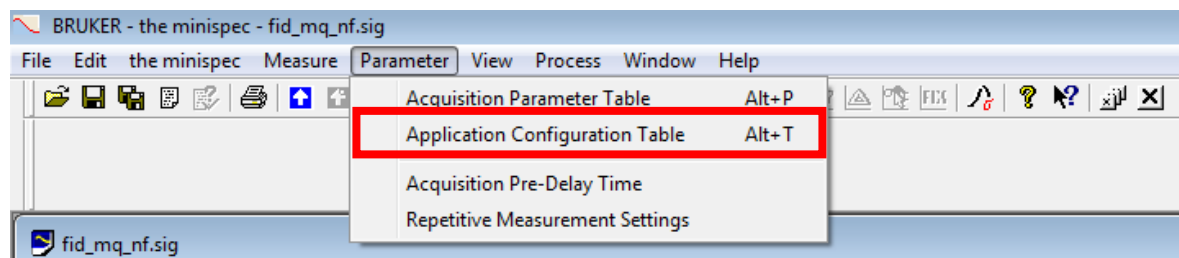 BRUKER - the minispec - fid_mq_nf.sig
File Edit the minispec Measure Parameter View Process Window Help
FIX
Acquisition Parameter Table Alt+P
Application Configuration Table Alt+T
Acquisition Pre-Delay Time
Repetitive Measurement Settings
fid_mq_nf.sig